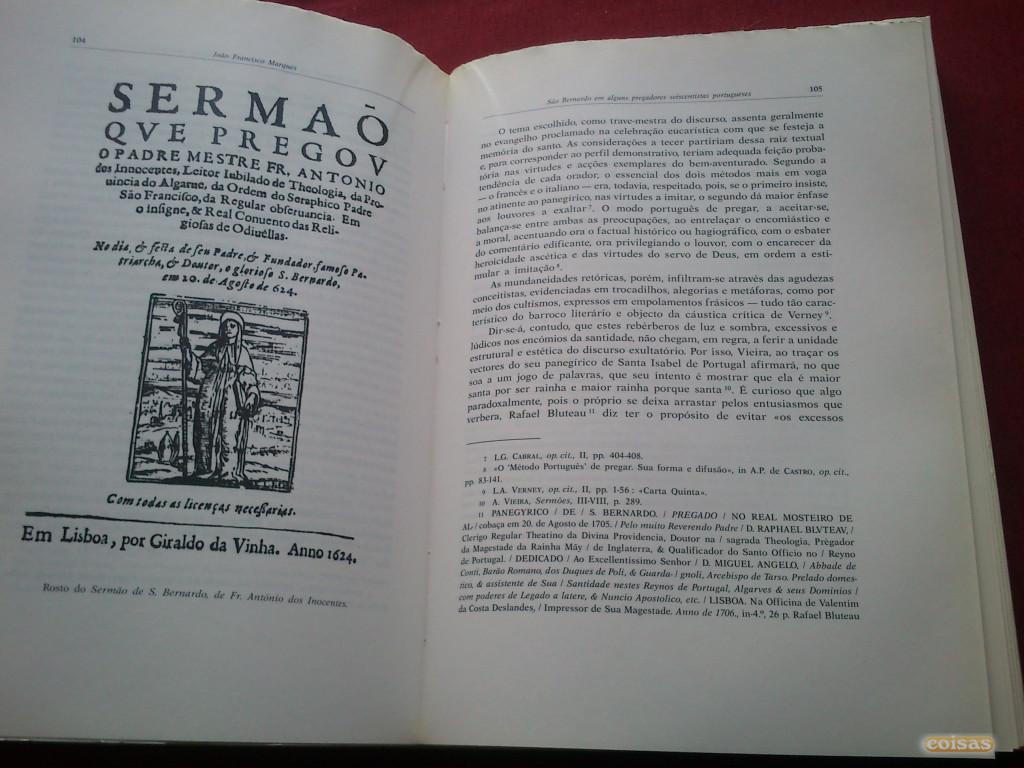 104
João Francisco Marques
SERMAÕ
QVE PREGOV
O PADRE MESTRE FR. ANTONIO
dos Innocentes, Leitor Iubilado de Theologia, da Pro-
uincia do Algarue, da Ordem do Seraphico Padre
São Francisco, da Regular obseruancia. Em
o insigne, & Real Conuento das Reli-
giosas de Odiuêllas.
No dia, & festa de seu Padre, & Fundador, famoso Pa-
triarcha, & Doutor, o glorioso S. Bernardo,
em 20. de Agosto de 624.
Com todas as licenças necessarias.
Em Lisboa, por Giraldo da Vinha. Anno 1624.
Rosto do Sermão de S. Bernardo, de Fr. António dos Inocentes.
São Bernardo em alguns pregadores seiscentistas portugueses
105
O tema escolhido, como trave-mestra do discurso, assenta geralmente
no evangelho proclamado na celebração eucarística com que se festeja a
memória do santo. As considerações a tecer partiriam dessa raiz textual
e, para corresponder ao perfil demonstrativo, teriam adequada feição proba-
tória nas virtudes e acções exemplares do bem-aventurado. Segundo a
tendência de cada orador, o essencial dos dois métodos mais em voga
— o francês e o italiano — era, todavia, respeitado, pois, se o primeiro insiste,
no atinente ao panegírico, nas virtudes a imitar, o segundo dá maior ênfase
aos louvores a exaltar⁷. O modo português de pregar, a aceitar-se,
balança-se entre ambas as preocupações, ao entrelaçar o encomiástico e
a moral, acentuando ora o factual histórico ou hagiográfico, com o esbater
do comentário edificante, ora privilegiando o louvor, com o encarecer da
heroicidade ascética e das virtudes do servo de Deus, em ordem a esti-
mular a imitação⁸.
As mundaneidades retóricas, porém, infiltram-se através das agudezas
conceitistas, evidenciadas em trocadilhos, alegorias e metáforas, como por
meio dos cultismos, expressos em empolamentos frásicos — tudo tão carac-
terístico do barroco literário e objecto da cáustica crítica de Verney⁹.
Dir-se-á, contudo, que estes rebérberos de luz e sombra, excessivos e
lúdicos nos encómios da santidade, não chegam, em regra, a ferir a unidade
estrutural e estética do discurso exultatório. Por isso, Vieira, ao traçar os
vectores do seu panegírico de Santa Isabel de Portugal afirmará, no que
soa a um jogo de palavras, que seu intento é mostrar que ela é maior
santa por ser rainha e maior rainha porque santa¹⁰. É curioso que algo
paradoxalmente, pois o próprio se deixa arrastar pelos entusiasmos que
verbera, Rafael Bluteau¹¹ diz ter o propósito de evitar «os excessos
7 L.G. CABRAL, op. cit., II, pp. 404-408.
8 «O 'Método Português' de pregar. Sua forma e difusão», in A.P. de CASTRO, op. cit.,
pp. 83-141.
9 L.A. VERNEY, op. cit., II, pp. 1-56 : «Carta Quinta».
10 A. VIEIRA, Sermões, III-VIII, p. 289.
11 PANEGYRICO / DE / S. BERNARDO. / PREGADO / NO REAL MOSTEIRO DE
AL- / cobaça em 20. de Agosto de 1705. / Pelo muito Reverendo Padre / D. RAPHAEL BLVTEAV, /
Clerigo Regular Theatino da Divina Providencia, Doutor na / sagrada Theologia, Prègador
da Magestade da Rainha Mãy / de Inglaterra, & Qualificador do Santo Officio no / Reyno
de Portugal. / DEDICADO / Ao Excellentissimo Senhor / D. MIGUEL ANGELO, / Abbade de
Conti, Barão Romano, dos Duques de Poli, & Guarda- / gnoli, Arcebispo de Tarso. Prelado domes-
tico, & assistente de Sua / Santidade nestes Reynos de Portugal, Algarves & seus Dominios /
com poderes de Legado a latere, & Nuncio Apostolico, etc. / LISBOA. Na Officina de Valentim
da Costa Deslandes, / Impressor de Sua Magestade. Anno de 1706., in-4.º, 26 p. Rafael Bluteau
coisas